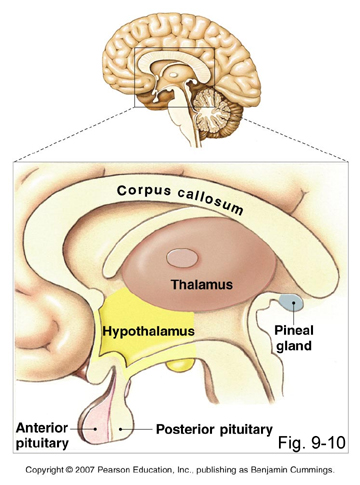 Corpus callosum
Thalamus
Hypothalamus
Pineal
gland
Anterior
pituitary
Posterior pituitary
Fig. 9-10
Copyright © 2007 Pearson Education, Inc., publishing as Benjamin Cummings.